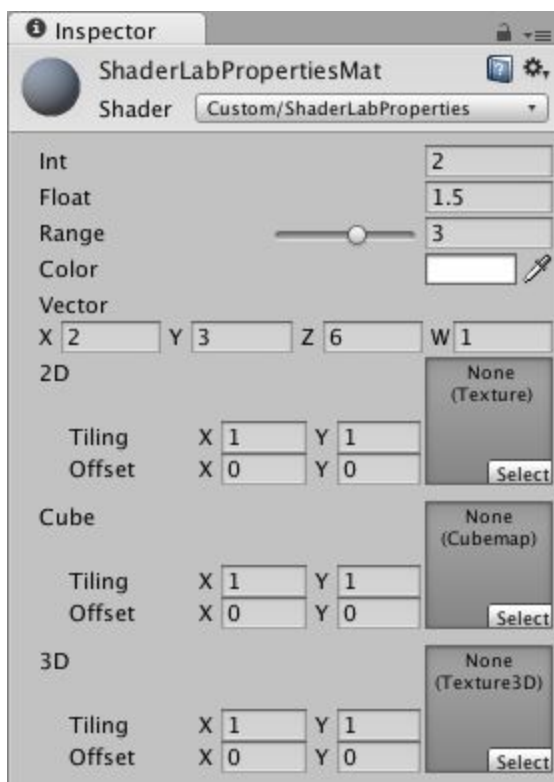 Inspector
ShaderLabPropertiesMat
Shader Custom/ShaderLabProperties
Int 2
Float 1.5
Range 3
Color
Vector
X 2 Y 3 Z 6 W 1
2D None
(Texture)
Tiling X 1 Y 1
Offset X 0 Y 0 Select
Cube None
(Cubemap)
Tiling X 1 Y 1
Offset X 0 Y 0 Select
3D None
(Texture3D)
Tiling X 1 Y 1
Offset X 0 Y 0 Select